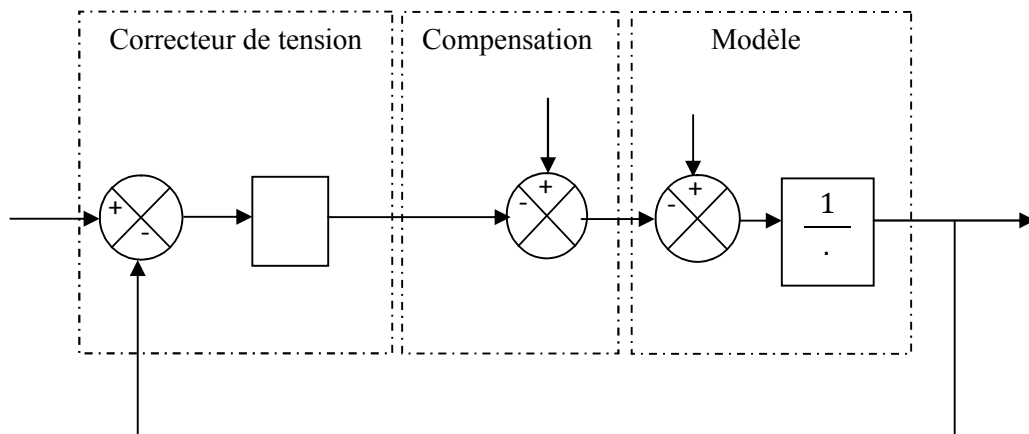 Correcteur de tension
Compensation
Modèle
+
-
-
+
-
+
1
.